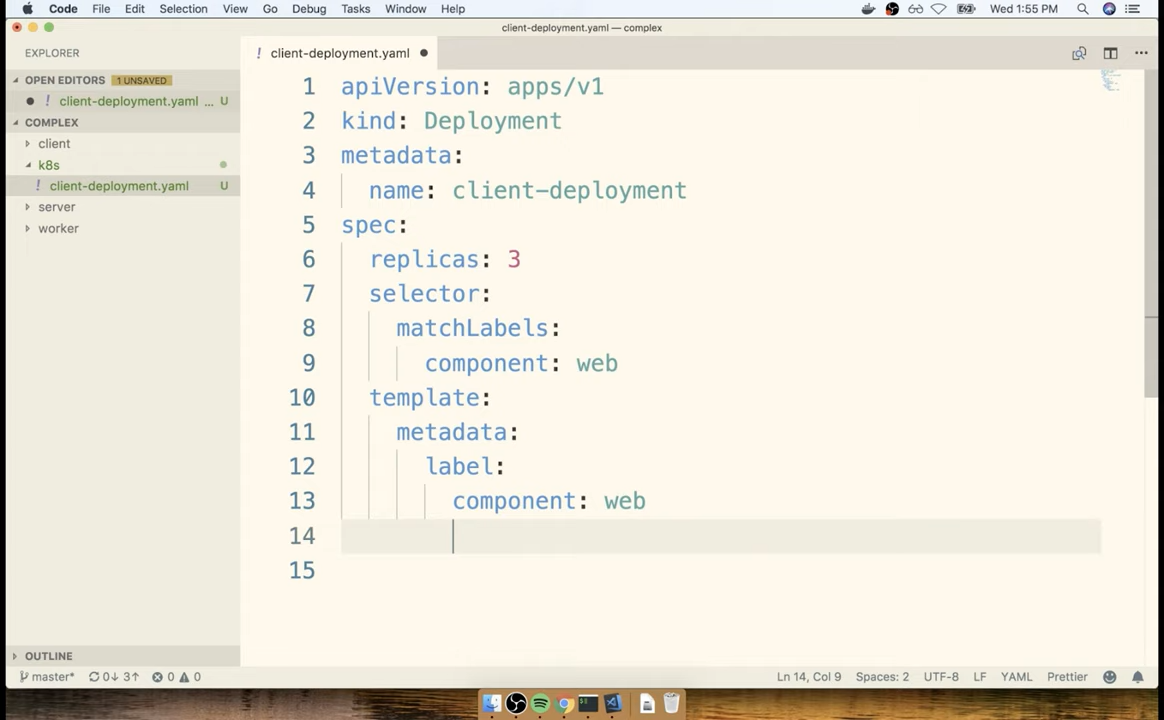 Code File Edit Selection View Go Debug Tasks Window Help Wed 1:55 PM
client-deployment.yaml — complex
EXPLORER
! client-deployment.yaml
OPEN EDITORS 1 UNSAVED
client-deployment.yaml ... U
COMPLEX
client
k8s
! client-deployment.yaml U
server
worker
1 apiVersion: apps/v1
2 kind: Deployment
3 metadata:
4 name: client-deployment
5 spec:
6 replicas: 3
7 selector:
8 matchLabels:
9 component: web
10 template:
11 metadata:
12 label:
13 component: web
14
15
OUTLINE
master* 0↓ 3↑ 0 0 Ln 14, Col 9 Spaces: 2 UTF-8 LF YAML Prettier